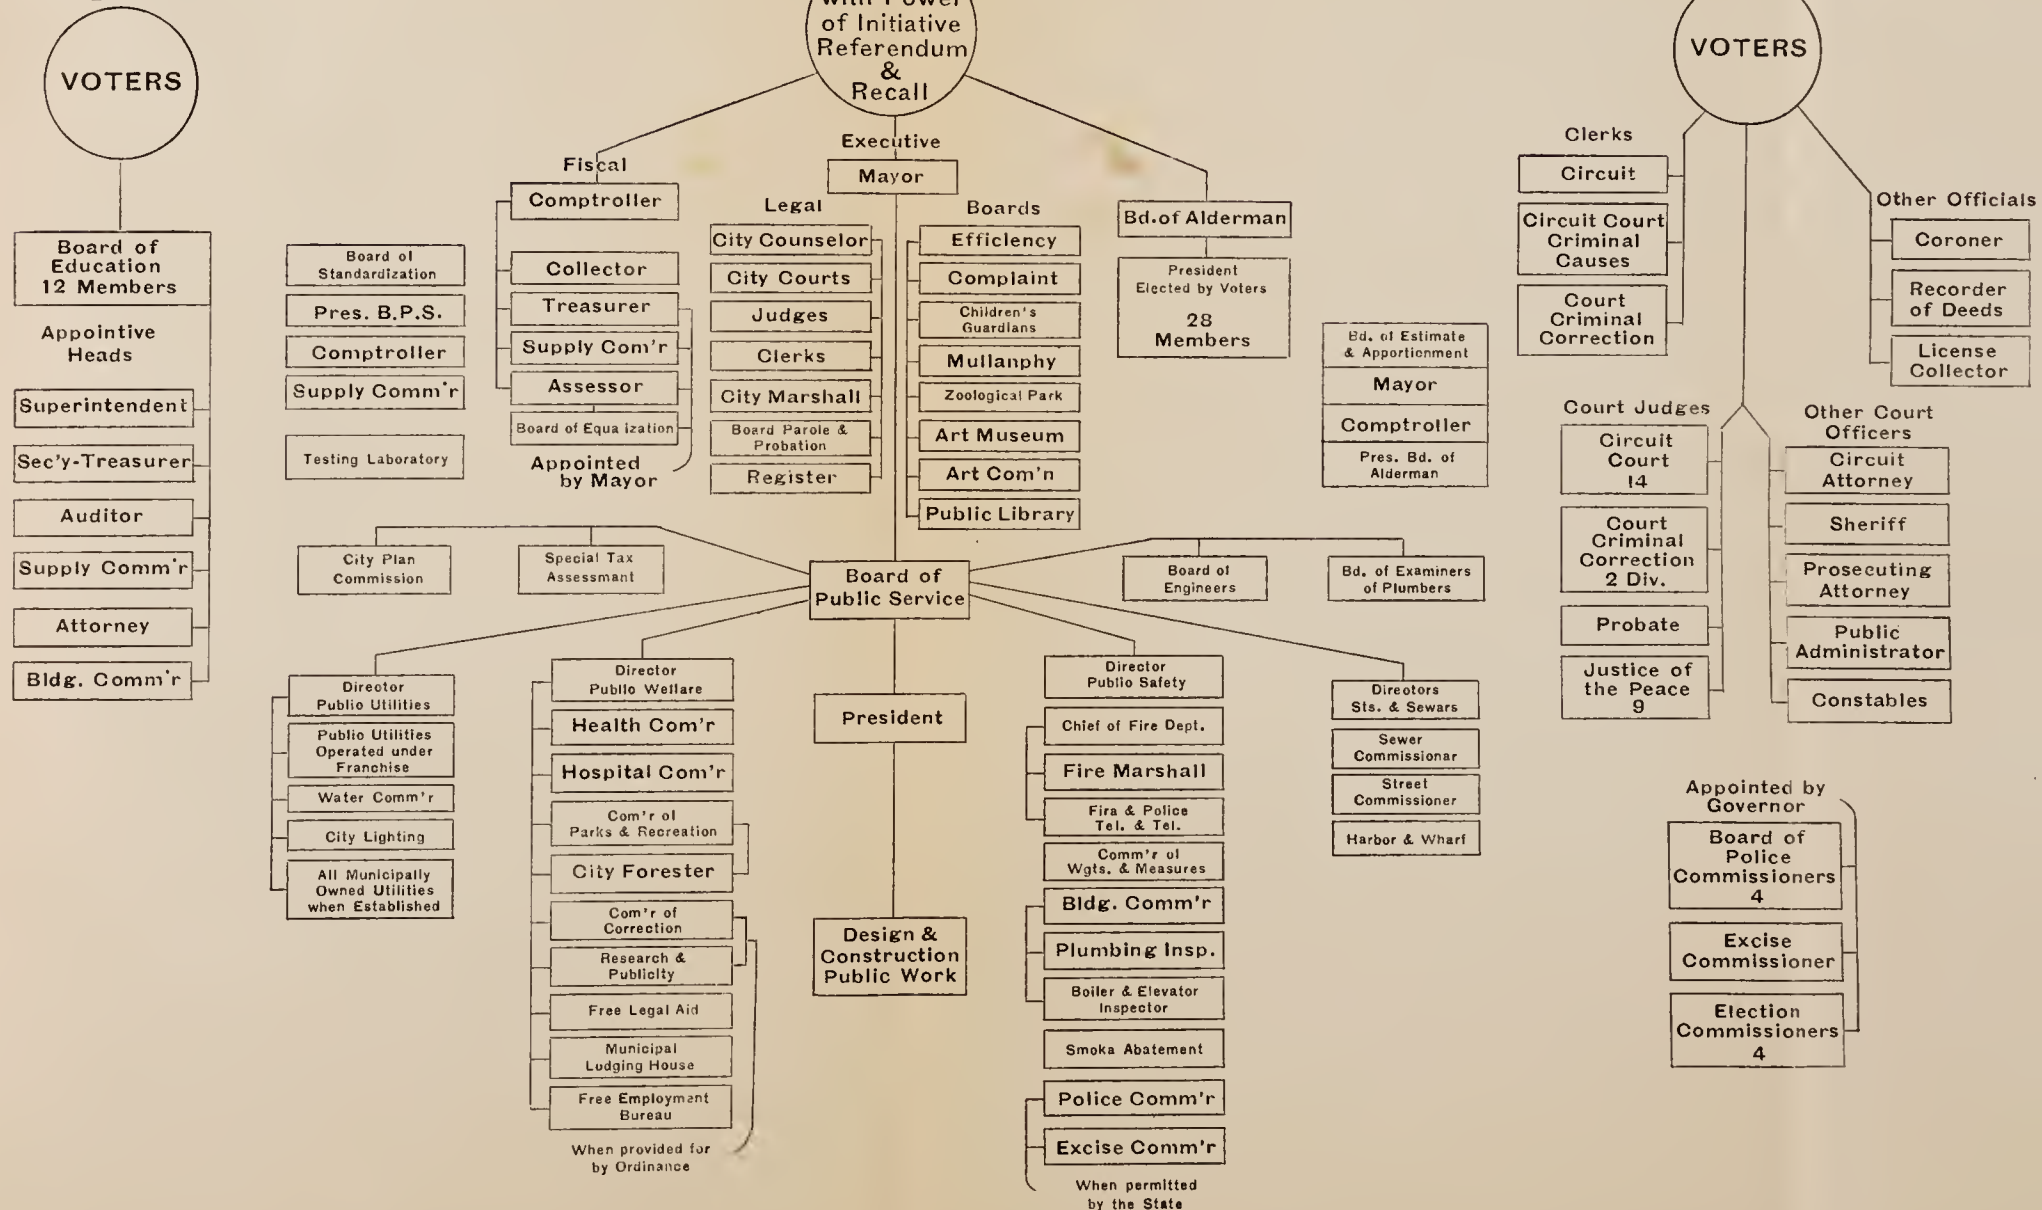 VOTERS
Board of
Education
12 Members
Appointive
Heads
Superintendent
Sec'y-Treasurer
Auditor
Supply Comm'r
Attorney
Bldg. Comm'r
with Power
of Initiative
Referendum
&
Recall
Fiscal
Comptroller
Collector
Treasurer
Supply Com'r
Assessor
Board of Equa ization
Appointed
by Mayor
Board of
Standardization
Pres. B.P.S.
Comptroller
Supply Comm'r
Testing Laboratory
Executive
Mayor
Legal
City Counselor
City Courts
Judges
Clerks
City Marshall
Board Parole &
Probation
Register
Boards
Efficiency
Complaint
Children's
Guardians
Mullanphy
Zoological Park
Art Museum
Art Com'n
Public Library
Bd. of Alderman
President
Elected by Voters
28
Members
Bd. of Estimate
& Apportionment
Mayor
Comptroller
Pres. Bd. of
Alderman
City Plan
Commission
Special Tax
Assessmant
Board of
Public Service
Board of
Engineers
Bd. of Examiners
of Plumbers
Director
Public Utilities
Public Utilities
Operated under
Franchise
Water Comm'r
City Lighting
All Municipally
Owned Utilities
when Established
Director
Public Welfare
Health Com'r
Hospital Com'r
Com'r of
Parks & Recreation
City Forester
Com'r of
Correction
Research &
Publicity
Free Legal Aid
Municipal
Lodging House
Free Employment
Bureau
When provided for
by Ordinance
President
Design &
Construction
Public Work
Director
Public Safety
Chief of Fire Dept.
Fire Marshall
Fira & Police
Tel. & Tel.
Comm'r of
Wgts. & Measures
Bldg. Comm'r
Plumbing Insp.
Boiler & Elevator
Inspector
Smoka Abatement
Police Comm'r
Excise Comm'r
When permitted
by the State
Directors
Sts. & Sewars
Sewer
Commissionar
Street
Commissioner
Harbor & Wharf
VOTERS
Clerks
Circuit
Circuit Court
Criminal
Causes
Court
Criminal
Correction
Other Officials
Coroner
Recorder
of Deeds
License
Collector
Court Judges
Circuit
Court
14
Court
Criminal
Correction
2 Div.
Probate
Justice of
the Peace
9
Other Court
Officers
Circuit
Attorney
Sheriff
Prosecuting
Attorney
Public
Administrator
Constables
Appointed by
Governor
Board of
Police
Commissioners
4
Excise
Commissioner
Election
Commissioners
4